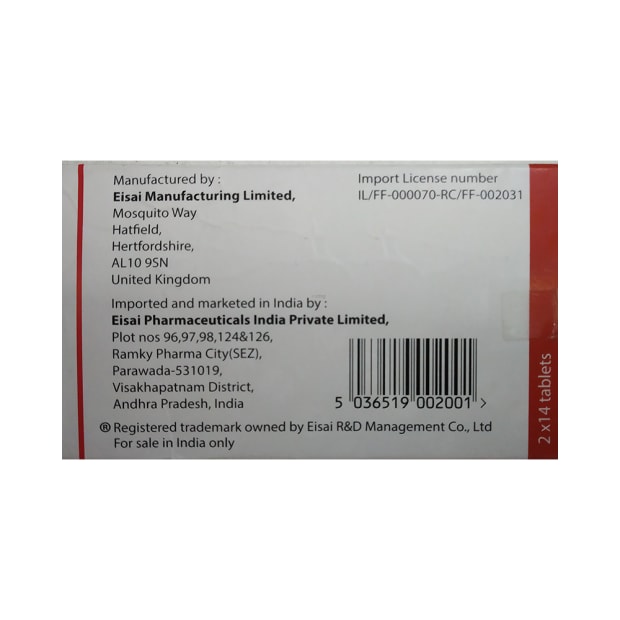 Manufactured by :
Eisai Manufacturing Limited,
Mosquito Way
Hatfield,
Hertfordshire,
AL10 9SN
United Kingdom
Import License number
IL/FF-000070-RC/FF-002031
Imported and marketed in India by :
Eisai Pharmaceuticals India Private Limited,
Plot nos 96,97,98,124&126,
Ramky Pharma City(SEZ),
Parawada-531019,
Visakhapatnam District,
Andhra Pradesh, India
5 036519 002001 >
® Registered trademark owned by Eisai R&D Management Co., Ltd
For sale in India only
2 x14 tablets